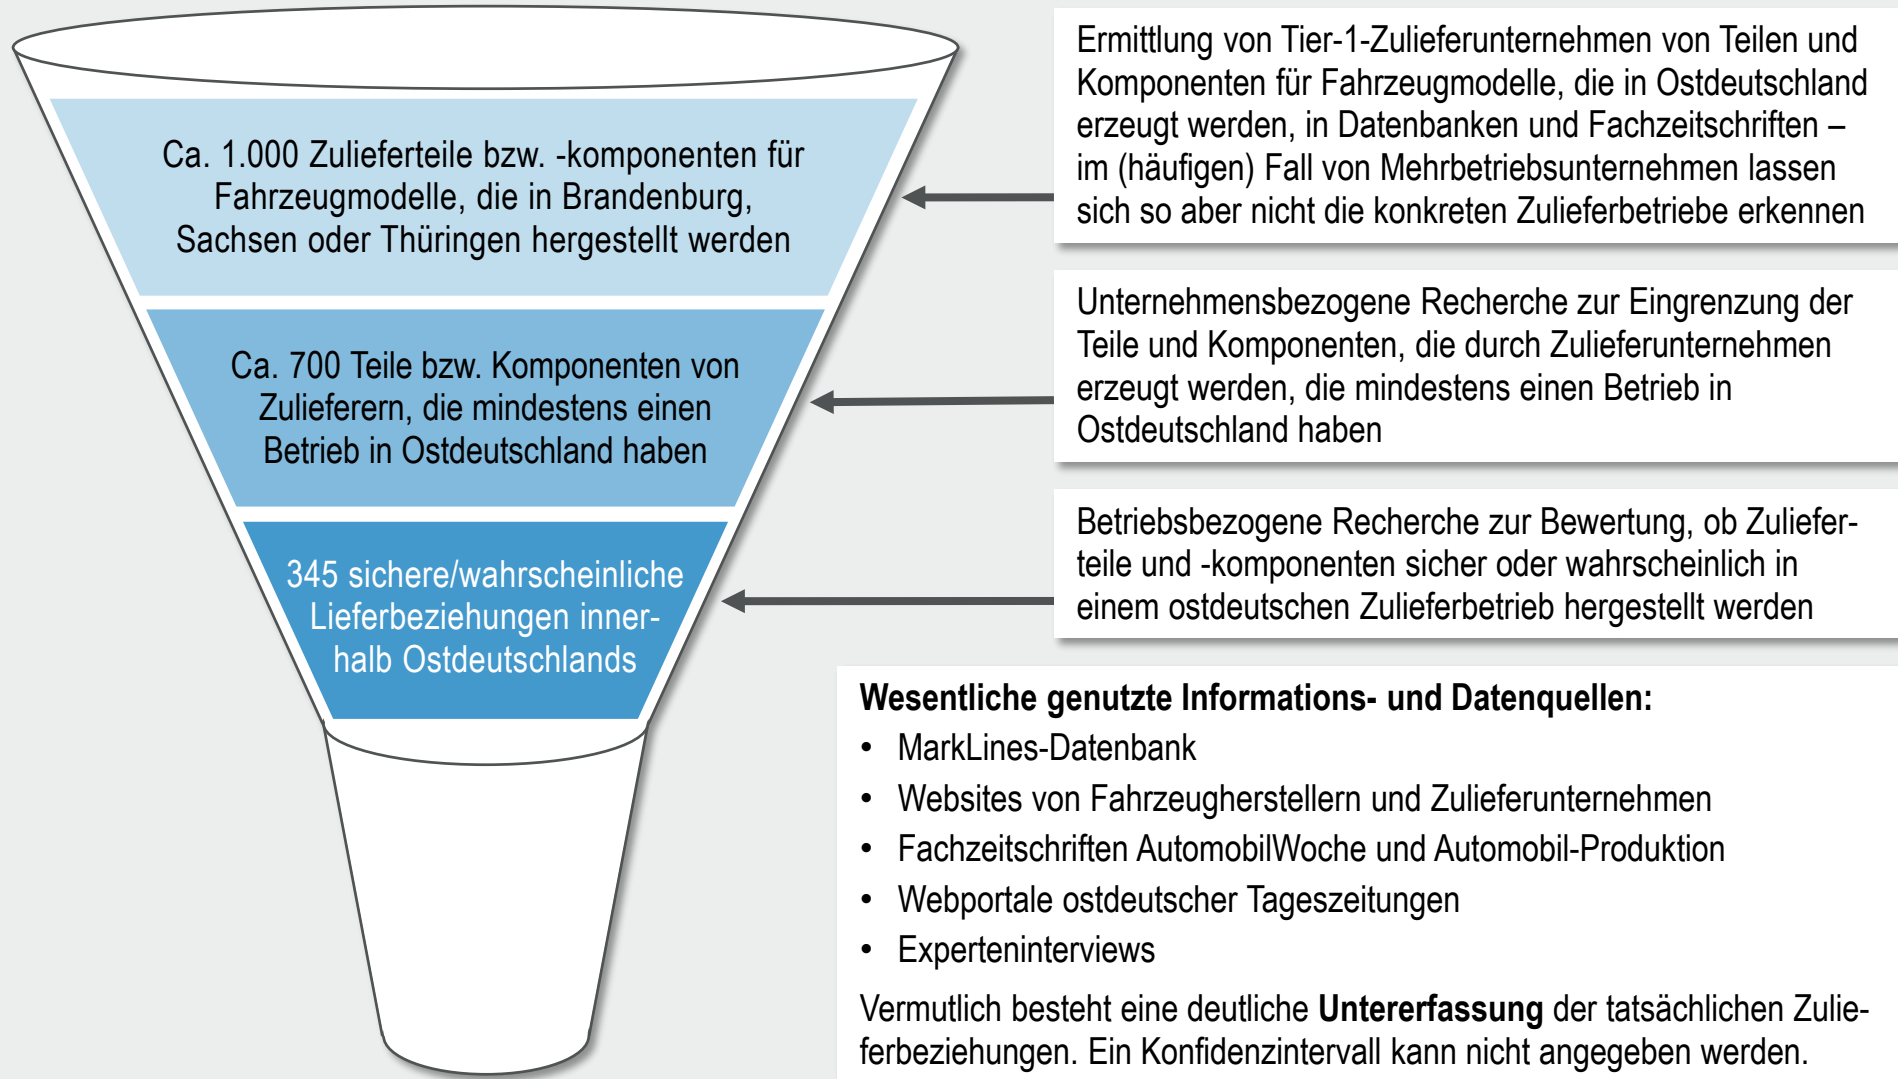 Ca. 1.000 Zulieferteile bzw. -komponenten für
Fahrzeugmodelle, die in Brandenburg,
Sachsen oder Thüringen hergestellt werden
Ermittlung von Tier-1-Zulieferunternehmen von Teilen und
Komponenten für Fahrzeugmodelle, die in Ostdeutschland
erzeugt werden, in Datenbanken und Fachzeitschriften –
im (häufigen) Fall von Mehrbetriebsunternehmen lassen
sich so aber nicht die konkreten Zulieferbetriebe erkennen
Ca. 700 Teile bzw. Komponenten von
Zulieferern, die mindestens einen
Betrieb in Ostdeutschland haben
Unternehmensbezogene Recherche zur Eingrenzung der
Teile und Komponenten, die durch Zulieferunternehmen
erzeugt werden, die mindestens einen Betrieb in
Ostdeutschland haben
345 sichere/wahrscheinliche
Lieferbeziehungen inner-
halb Ostdeutschlands
Betriebsbezogene Recherche zur Bewertung, ob Zuliefer-
teile und -komponenten sicher oder wahrscheinlich in
einem ostdeutschen Zulieferbetrieb hergestellt werden
Wesentliche genutzte Informations- und Datenquellen:
• MarkLines-Datenbank
• Websites von Fahrzeugherstellern und Zulieferunternehmen
• Fachzeitschriften AutomobilWoche und Automobil-Produktion
• Webportale ostdeutscher Tageszeitungen
• Experteninterviews
Vermutlich besteht eine deutliche Untererfassung der tatsächlichen Zulie-
ferbeziehungen. Ein Konfidenzintervall kann nicht angegeben werden.